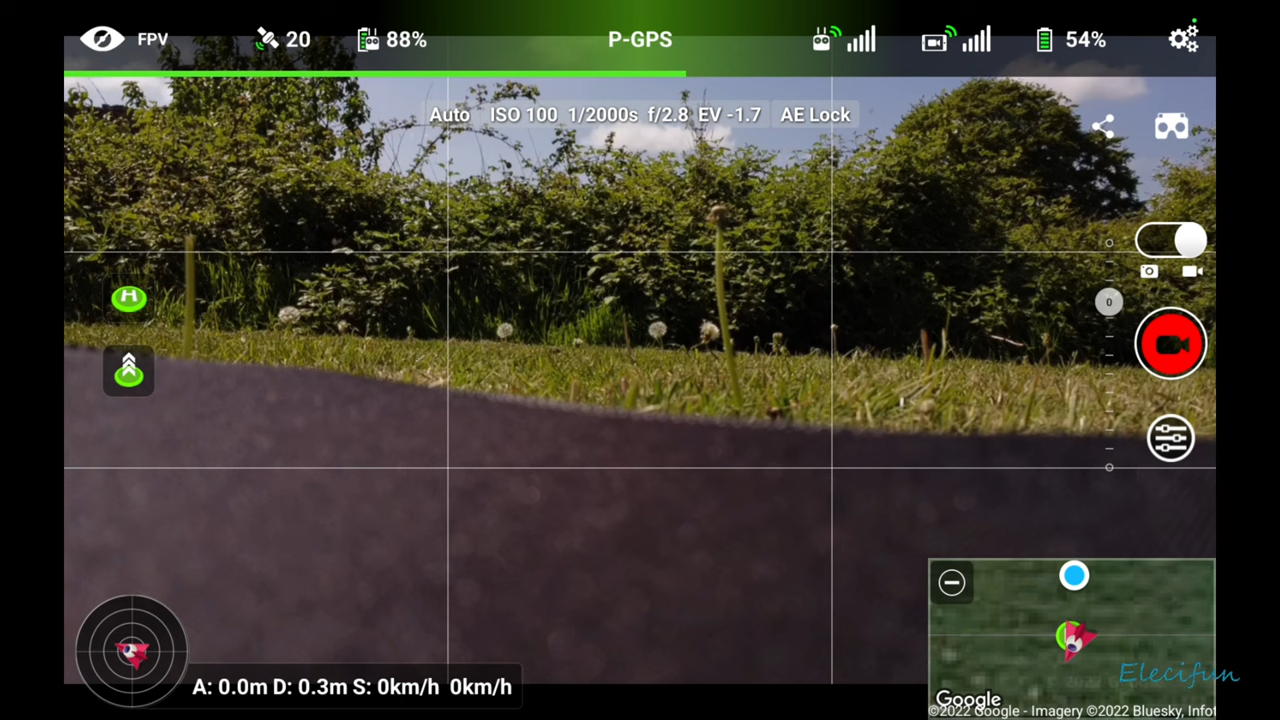 FPV 20 88% P-GPS 54%
Auto ISO 100 1/2000s f/2.8 EV -1.7 AE Lock
0
A: 0.0m D: 0.3m S: 0km/h 0km/h
Elecifun
Google
©2022 Google - Imagery ©2022 Bluesky, Infot